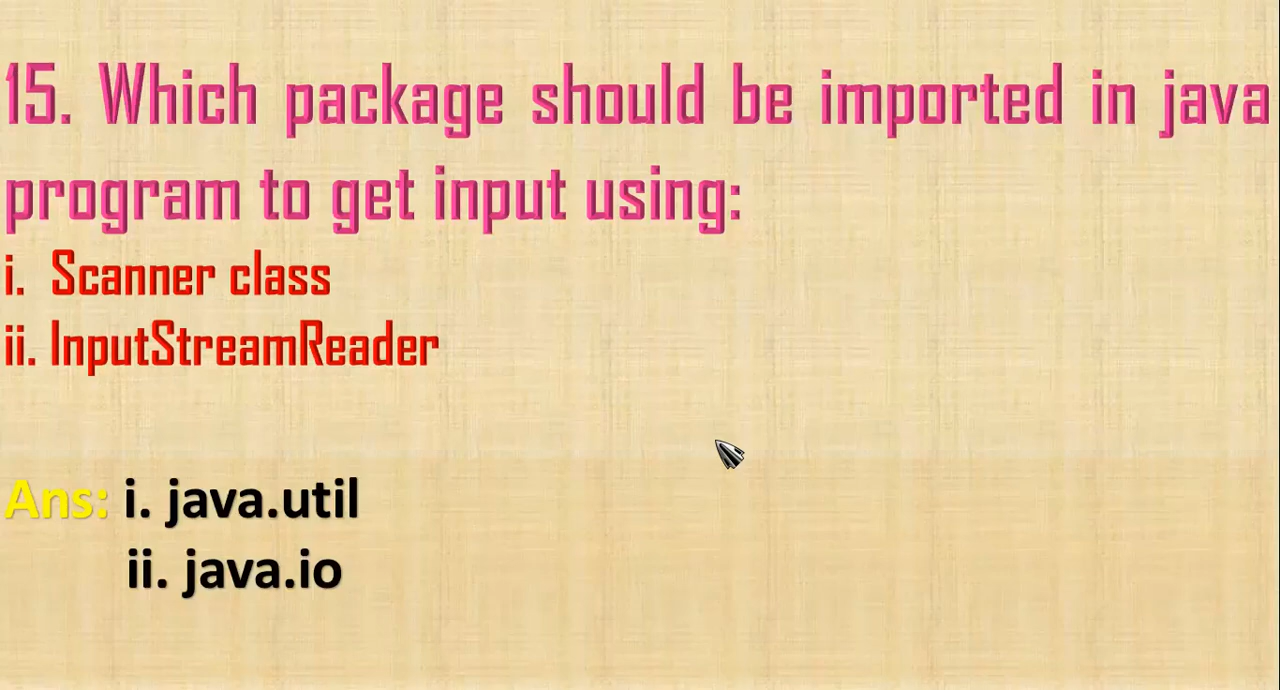 15. Which package should be imported in java
program to get input using:
i. Scanner class
ii. InputStreamReader
Ans: i. java.util
ii. java.io